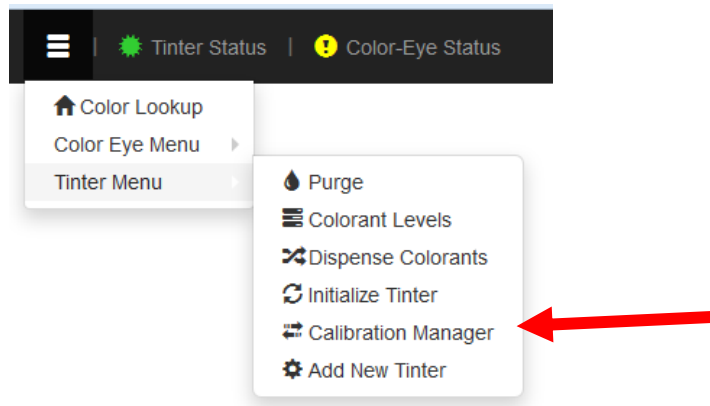 | Tinter Status | Color-Eye Status
Color Lookup
Color Eye Menu
Tinter Menu
Purge
Colorant Levels
Dispense Colorants
Initialize Tinter
Calibration Manager
Add New Tinter